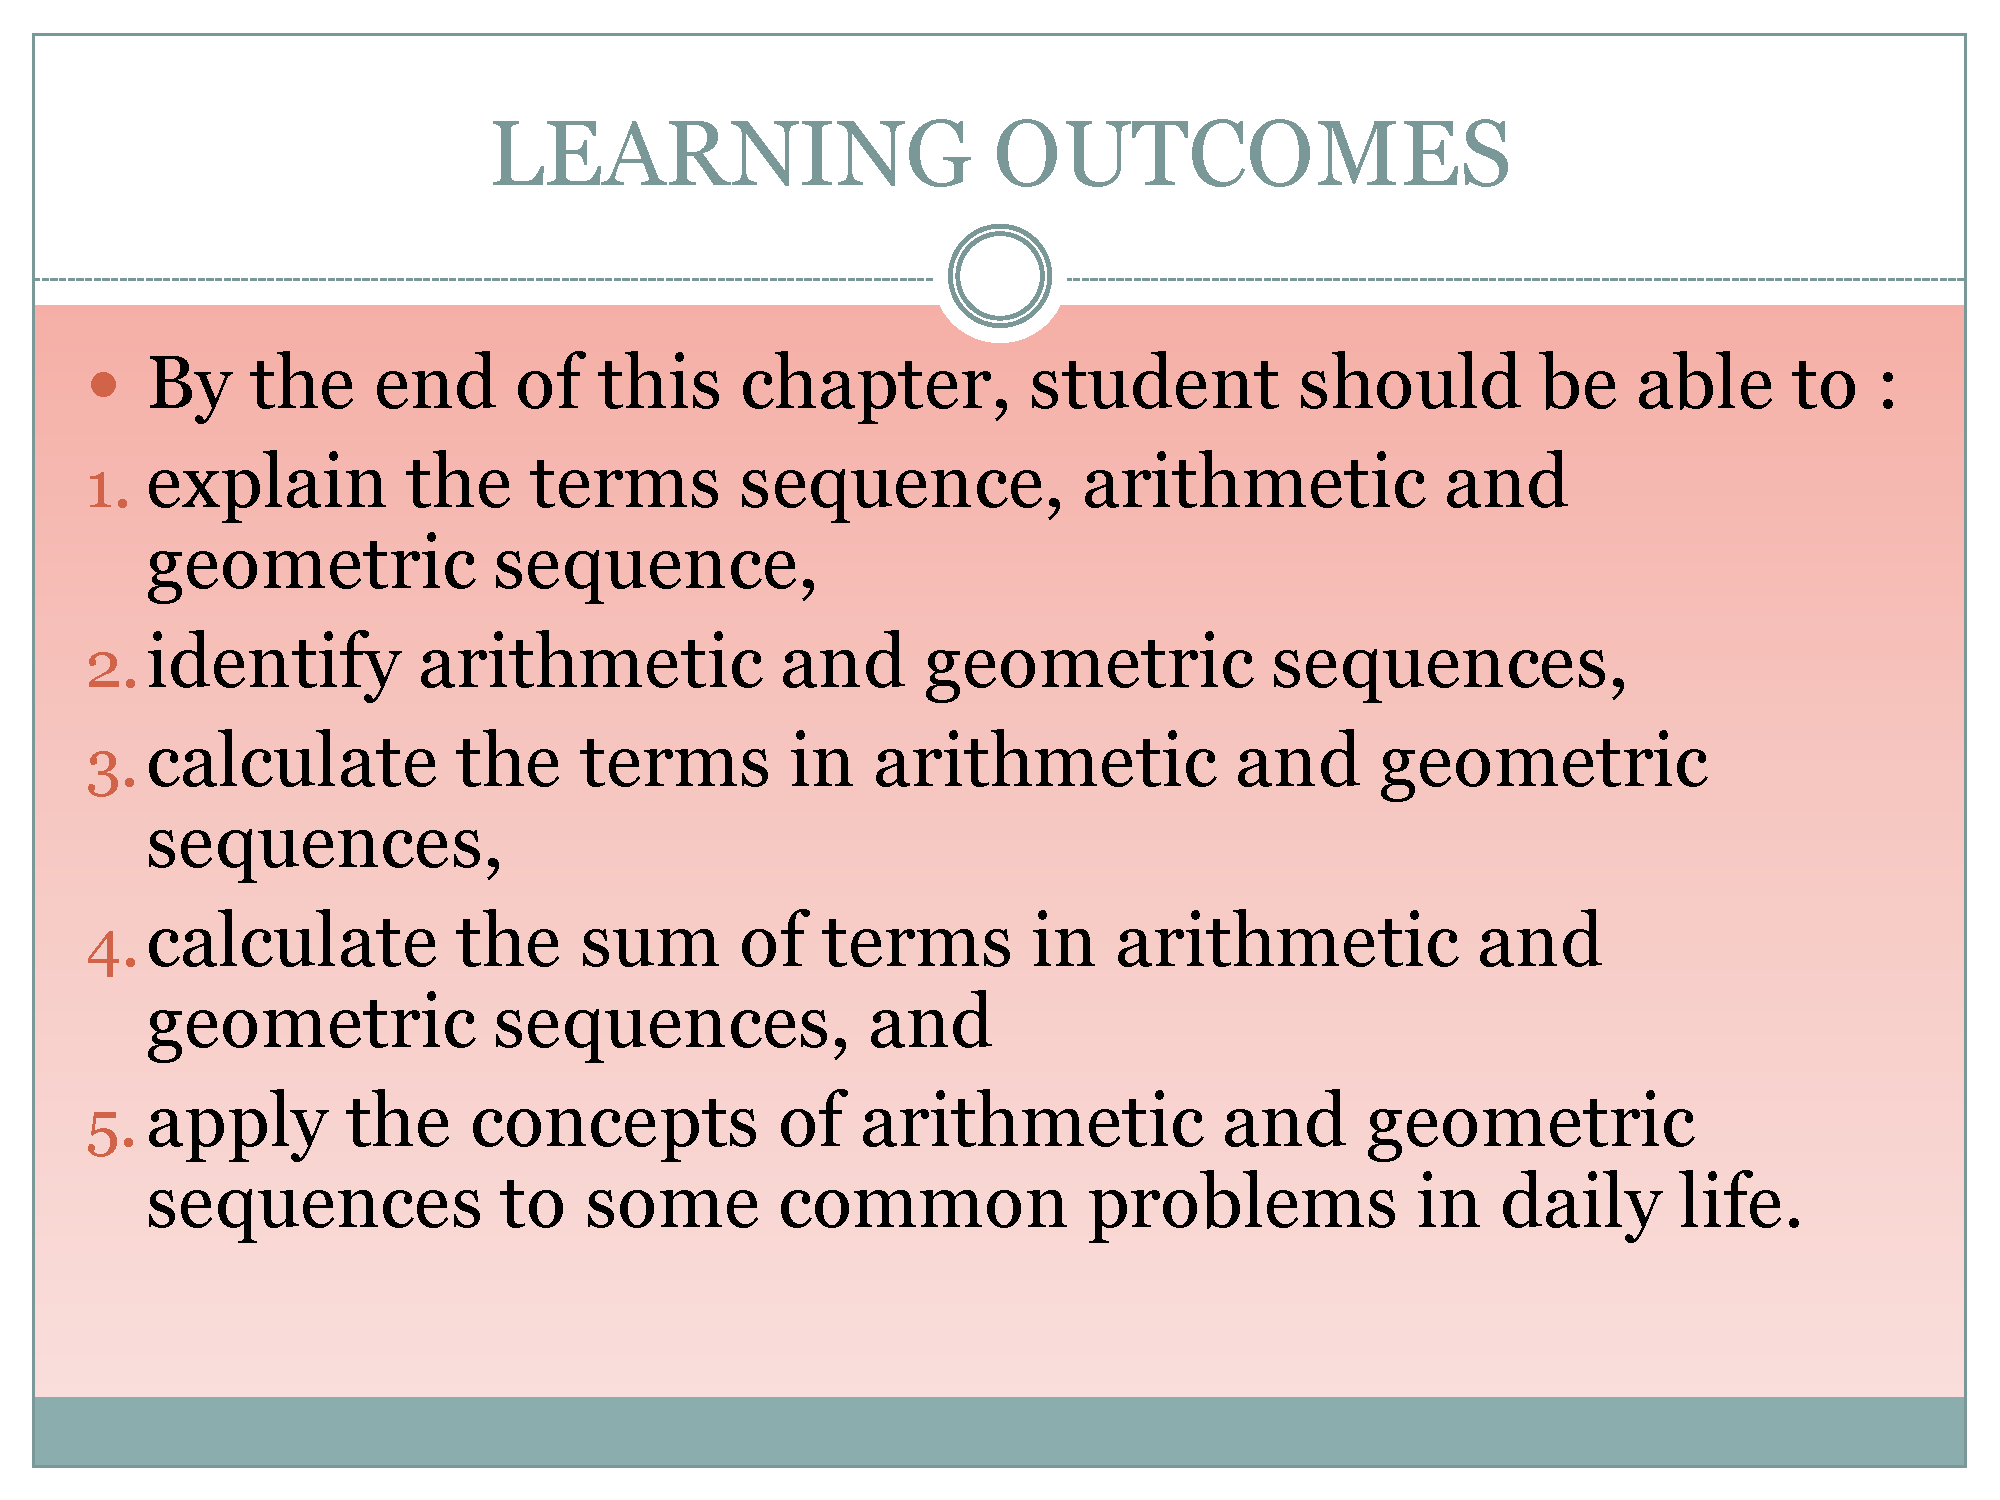 LEARNING OUTCOMES
• By the end of this chapter, student should be able to :
1. explain the terms sequence, arithmetic and
geometric sequence,
2. identify arithmetic and geometric sequences,
3. calculate the terms in arithmetic and geometric
sequences,
4. calculate the sum of terms in arithmetic and
geometric sequences, and
5. apply the concepts of arithmetic and geometric
sequences to some common problems in daily life.